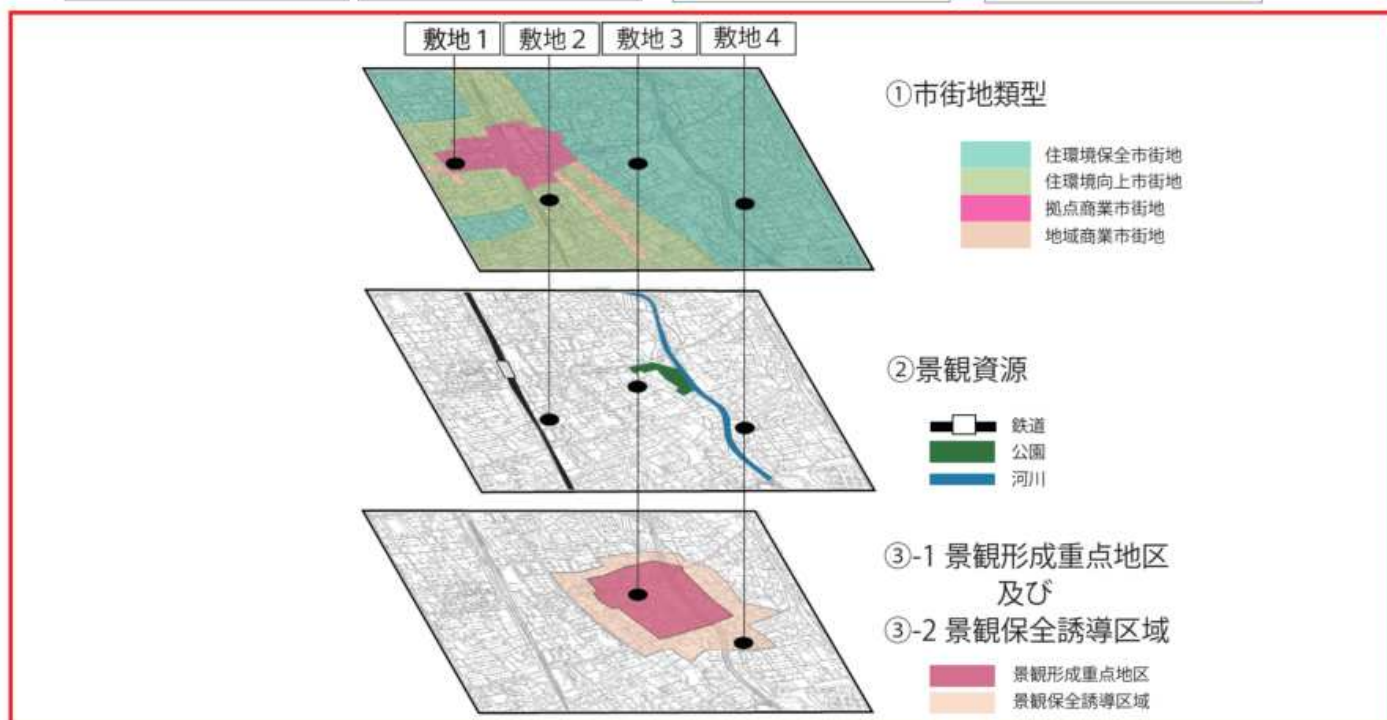 敷地1
敷地2
敷地3
敷地4
①市街地類型
住環境保全市街地
住環境向上市街地
拠点商業市街地
地域商業市街地
②景観資源
鉄道
公園
河川
③-1 景観形成重点地区
及び
③-2 景観保全誘導区域
景観形成重点地区
景観保全誘導区域